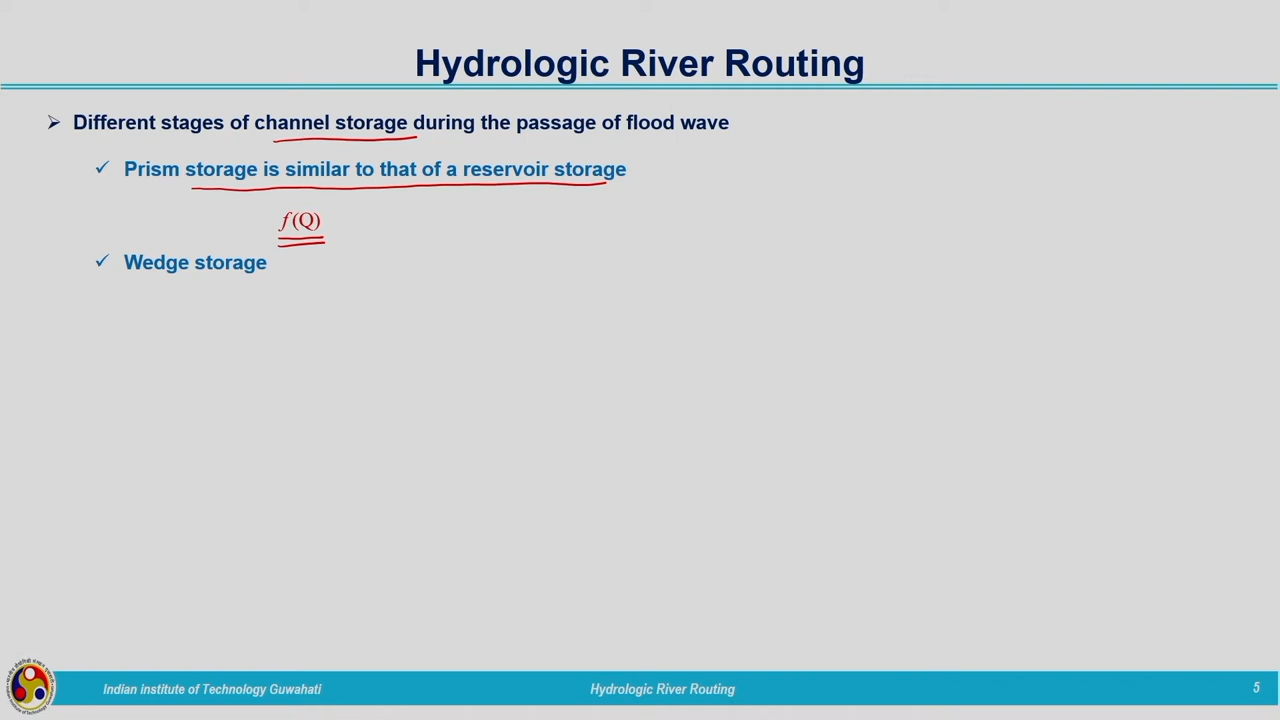 Hydrologic River Routing
Different stages of channel storage during the passage of flood wave
Prism storage is similar to that of a reservoir storage
f(Q)
Wedge storage
Indian institute of Technology Guwahati
Hydrologic River Routing
5